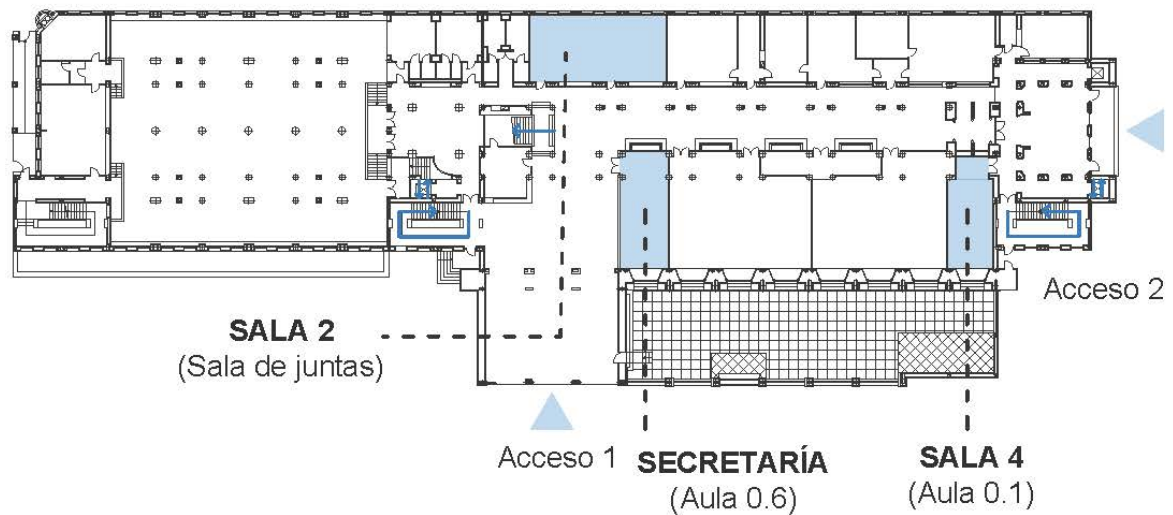 Acceso 2
SALA 2
(Sala de juntas)
Acceso 1
SECRETARÍA
(Aula 0.6)
SALA 4
(Aula 0.1)